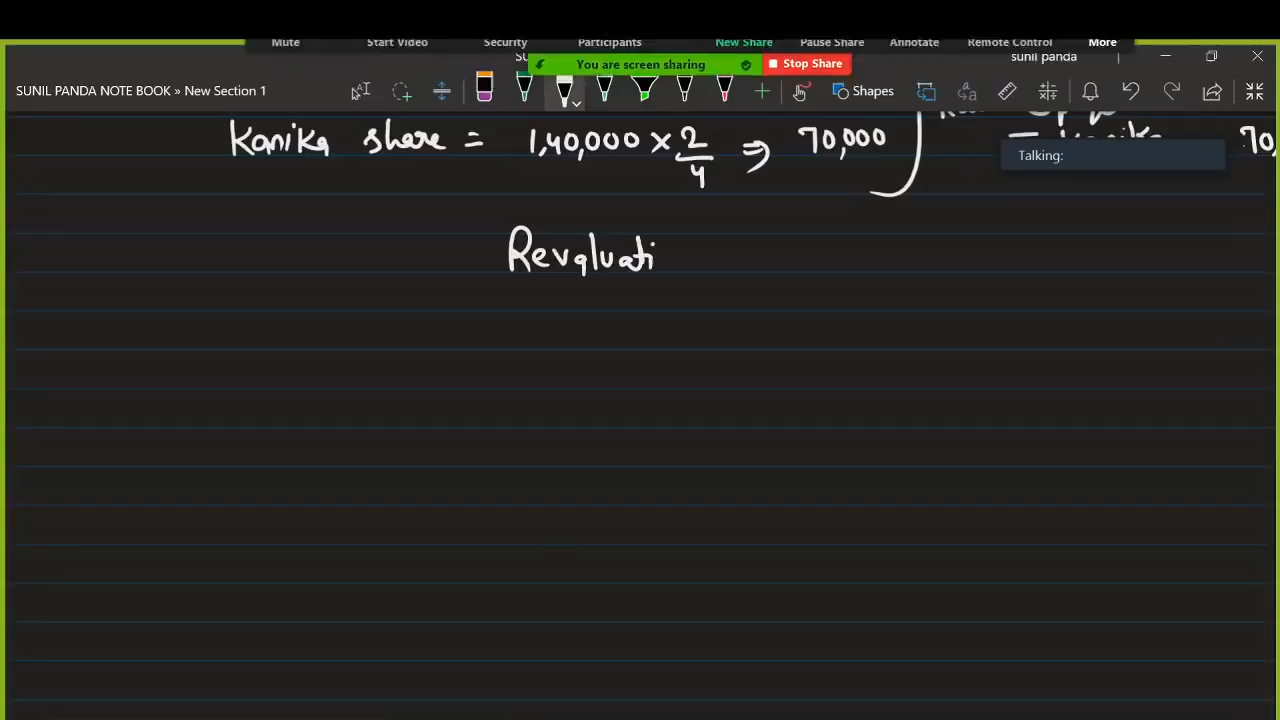 Mute Start Video Security Participants New Share Pause Share Annotate Remote Control More
You are screen sharing Stop Share sunil panda
SUNIL PANDA NOTE BOOK » New Section 1 Shapes
Kanika share = 1,40,000 × 2/4 ⇒ 70,000 70,
Talking:
Revaluati